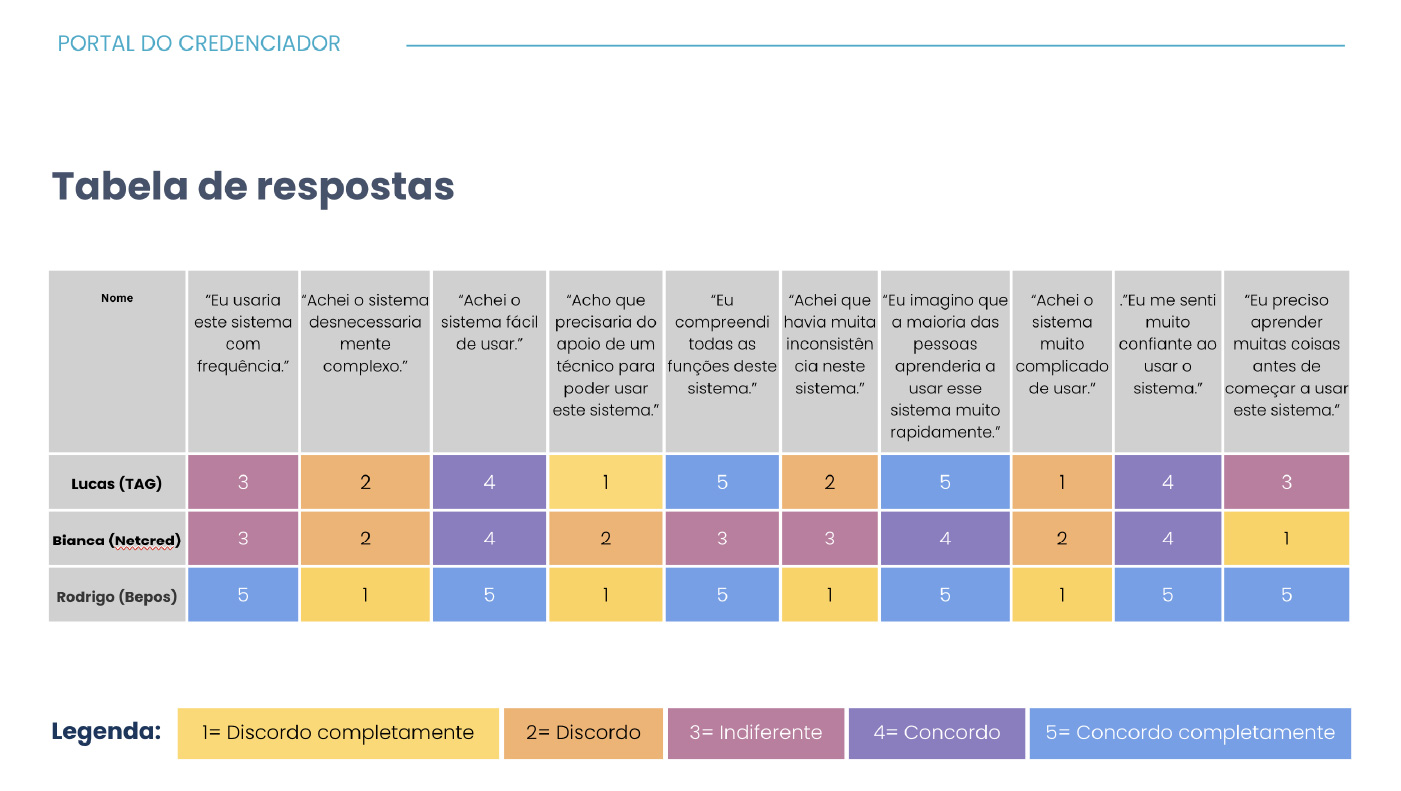 PORTAL DO CREDENCIADOR
Tabela de respostas
Nome
“Eu usaria
este sistema
com
frequência.”
“Achei o sistema
desnecessaria
mente
complexo.”
“Achei o
sistema fácil
de usar.”
“Acho que
precisaria do
apoio de um
técnico para
poder usar
este sistema.”
“Eu
compreendi
todas as
funções deste
sistema.”
“Achei que
havia muita
inconsistên
cia neste
sistema.”
“Eu imagino que
a maioria das
pessoas
aprenderia a
usar esse
sistema muito
rapidamente.”
“Achei o
sistema
muito
complicado
de usar.”
.“Eu me senti
muito
confiante ao
usar o
sistema.”
“Eu preciso
aprender
muitas coisas
antes de
começar a usar
este sistema.”
Lucas (TAG) 3 2 4 1 5 2 5 1 4 3
Bianca (Netcred) 3 2 4 2 3 3 4 2 4 1
Rodrigo (Bepos) 5 1 5 1 5 1 5 1 5 5
Legenda: 1= Discordo completamente 2= Discordo 3= Indiferente 4= Concordo 5= Concordo completamente